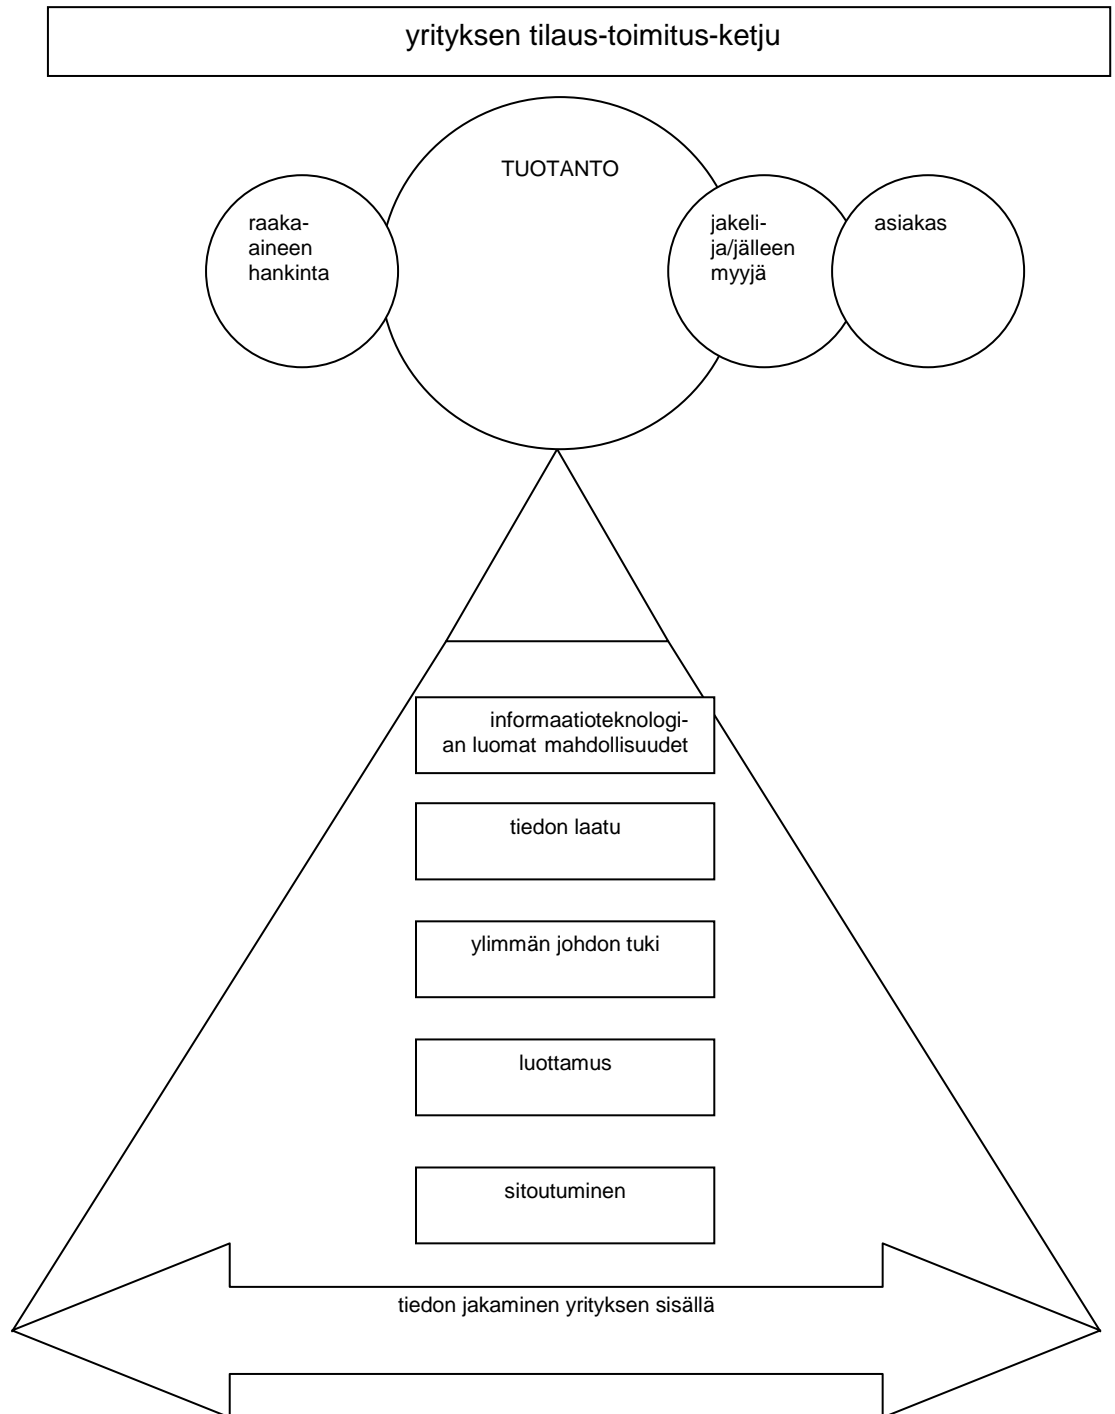 yrityksen tilaus-toimitus-ketju
TUOTANTO
raaka-
aineen
hankinta
jakeli-
ja/jälleen
myyjä
asiakas
informaatioteknologi-
an luomat mahdollisuudet
tiedon laatu
ylimmän johdon tuki
luottamus
sitoutuminen
tiedon jakaminen yrityksen sisällä